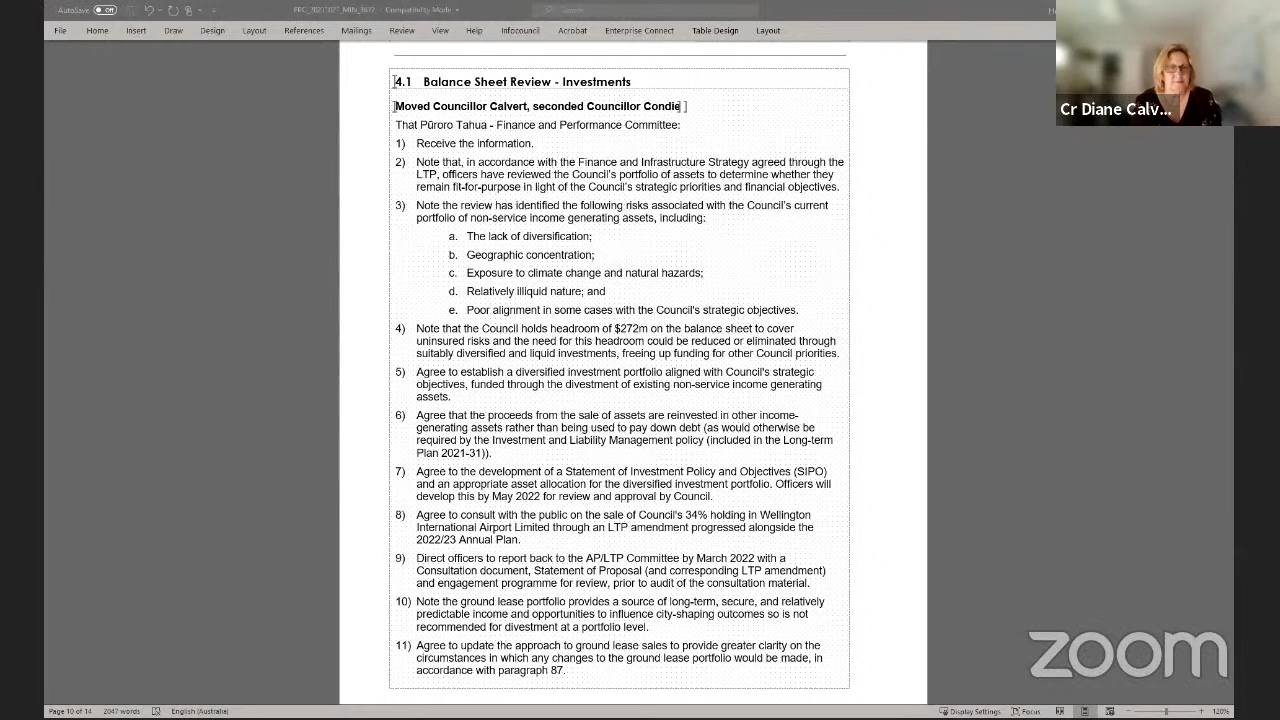 AutoSave Off
PPC_20211021_MIN_3672 - Compatibility Mode
Search
File Home Insert Draw Design Layout References Mailings Review View Help Infocouncil Acrobat Enterprise Connect Table Design Layout
4.1 Balance Sheet Review - Investments
Moved Councillor Calvert, seconded Councillor Condie
That Pūroro Tahua - Finance and Performance Committee:
1) Receive the information.
2) Note that, in accordance with the Finance and Infrastructure Strategy agreed through the
LTP, officers have reviewed the Council's portfolio of assets to determine whether they
remain fit-for-purpose in light of the Council's strategic priorities and financial objectives.
3) Note the review has identified the following risks associated with the Council's current
portfolio of non-service income generating assets, including:
a. The lack of diversification;
b. Geographic concentration;
c. Exposure to climate change and natural hazards;
d. Relatively illiquid nature; and
e. Poor alignment in some cases with the Council's strategic objectives.
4) Note that the Council holds headroom of $272m on the balance sheet to cover
uninsured risks and the need for this headroom could be reduced or eliminated through
suitably diversified and liquid investments, freeing up funding for other Council priorities.
5) Agree to establish a diversified investment portfolio aligned with Council's strategic
objectives, funded through the divestment of existing non-service income generating
assets.
6) Agree that the proceeds from the sale of assets are reinvested in other income-
generating assets rather than being used to pay down debt (as would otherwise be
required by the Investment and Liability Management policy (included in the Long-term
Plan 2021-31)).
7) Agree to the development of a Statement of Investment Policy and Objectives (SIPO)
and an appropriate asset allocation for the diversified investment portfolio. Officers will
develop this by May 2022 for review and approval by Council.
8) Agree to consult with the public on the sale of Council's 34% holding in Wellington
International Airport Limited through an LTP amendment progressed alongside the
2022/23 Annual Plan.
9) Direct officers to report back to the AP/LTP Committee by March 2022 with a
Consultation document, Statement of Proposal (and corresponding LTP amendment)
and engagement programme for review, prior to audit of the consultation material.
10) Note the ground lease portfolio provides a source of long-term, secure, and relatively
predictable income and opportunities to influence city-shaping outcomes so is not
recommended for divestment at a portfolio level.
11) Agree to update the approach to ground lease sales to provide greater clarity on the
circumstances in which any changes to the ground lease portfolio would be made, in
accordance with paragraph 87.
Cr Diane Calv...
zoom
Page 10 of 14 2047 words English (Australia) Display Settings Focus 120%